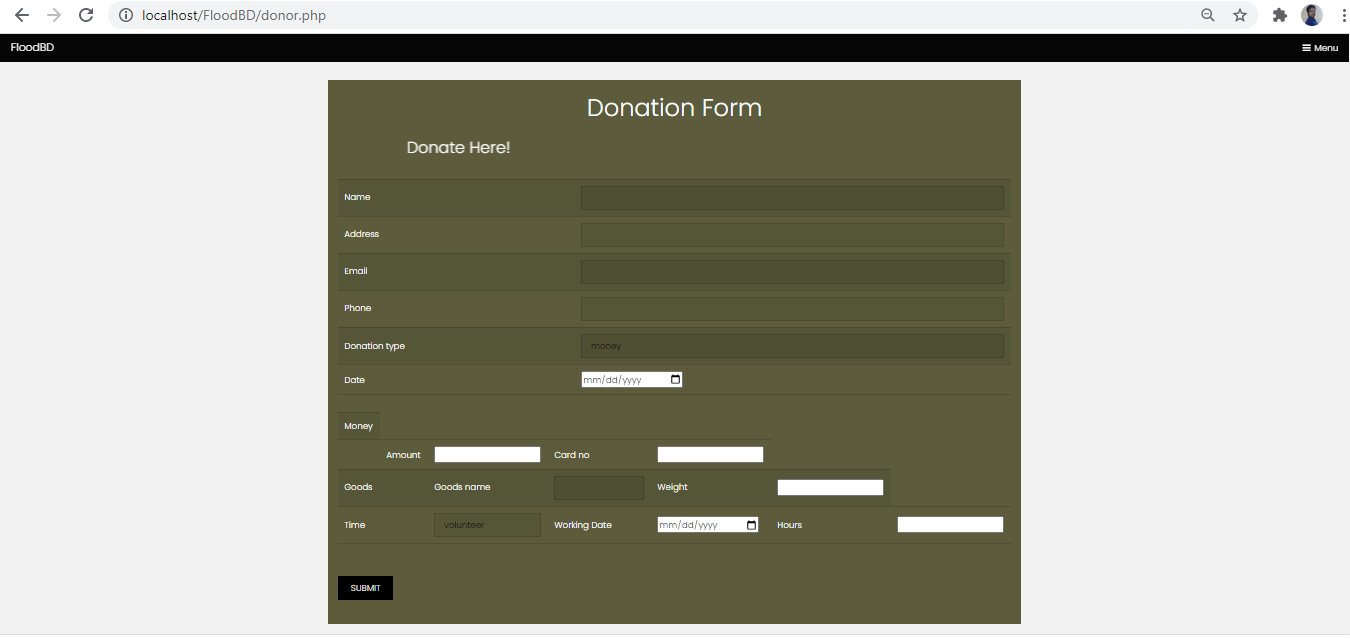 localhost/FloodBD/donor.php
FloodBD Menu
Donation Form
Donate Here!
Name
Address
Email
Phone
Donation type money
Date mm/dd/yyyy
Money
Amount Card no
Goods Goods name Weight
Time volunteer Working Date mm/dd/yyyy Hours
SUBMIT